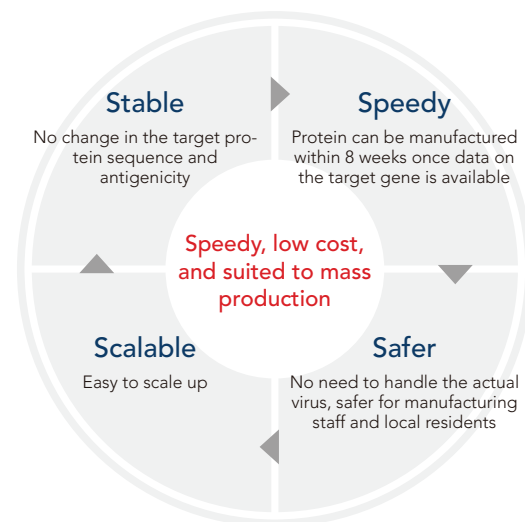 Stable
No change in the target pro-
tein sequence and
antigenicity
Speedy
Protein can be manufactured
within 8 weeks once data on
the target gene is available
Speedy, low cost,
and suited to mass
production
Scalable
Easy to scale up
Safer
No need to handle the actual
virus, safer for manufacturing
staff and local residents